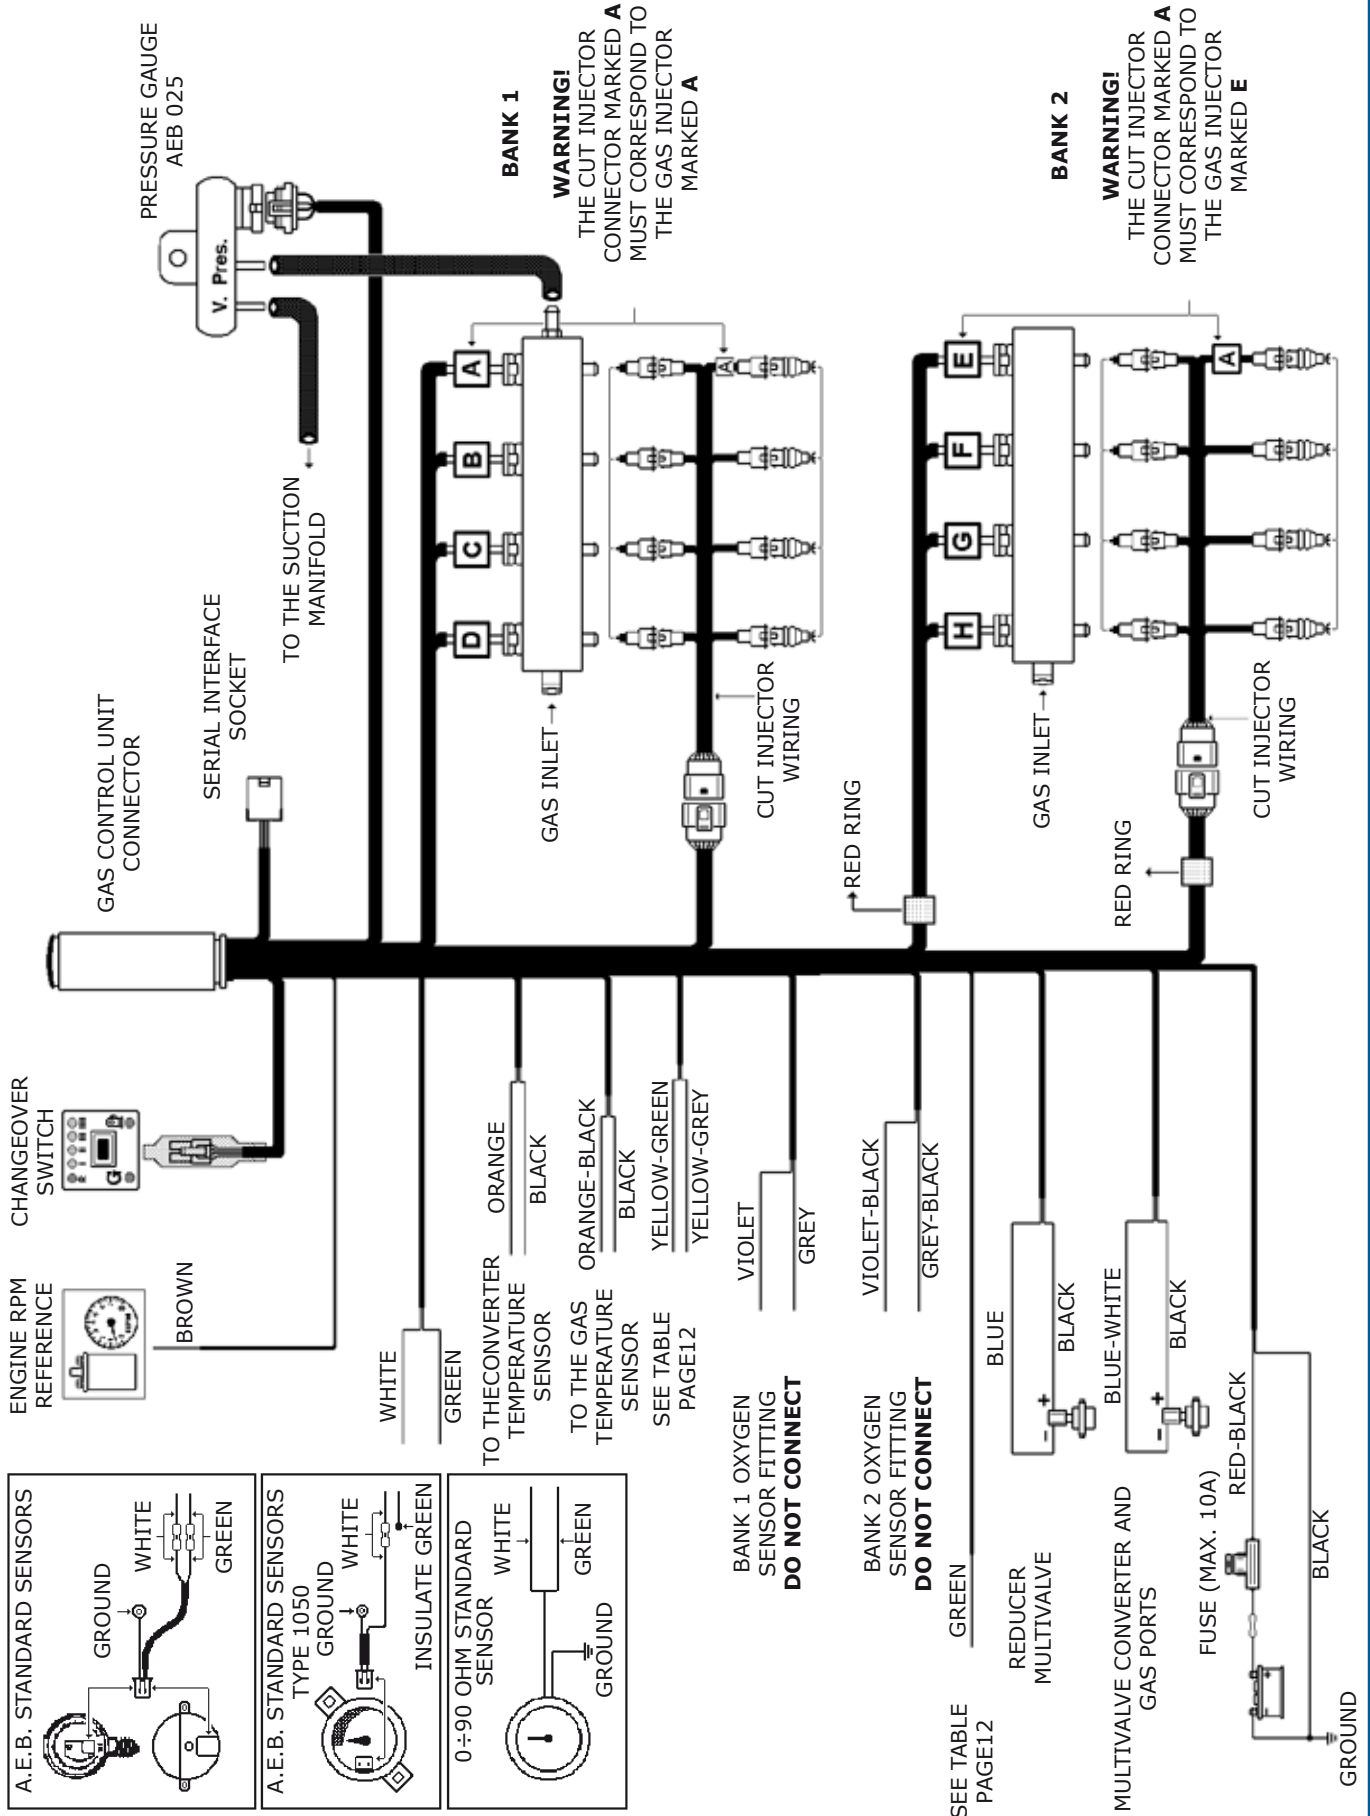 A.E.B. STANDARD SENSORS
GROUND
WHITE
GREEN
A.E.B. STANDARD SENSORS
TYPE 1050
GROUND
WHITE
INSULATE GREEN
0÷90 OHM STANDARD
SENSOR
WHITE
GREEN
GROUND
ENGINE RPM
REFERENCE
BROWN
CHANGEOVER
SWITCH
GAS CONTROL UNIT
CONNECTOR
SERIAL INTERFACE
SOCKET
TO THE SUCTION
MANIFOLD
PRESSURE GAUGE
AEB 025
V. Pres.
WHITE
GREEN
TO THECONVERTER
TEMPERATURE
SENSOR
ORANGE
BLACK
TO THE GAS
TEMPERATURE
SENSOR
ORANGE-BLACK
BLACK
SEE TABLE
PAGE12
YELLOW-GREEN
YELLOW-GREY
BANK 1 OXYGEN
SENSOR FITTING
DO NOT CONNECT
VIOLET
GREY
BANK 2 OXYGEN
SENSOR FITTING
DO NOT CONNECT
VIOLET-BLACK
GREY-BLACK
SEE TABLE
PAGE12
GREEN
REDUCER
MULTIVALVE
BLUE
BLACK
- +
MULTIVALVE CONVERTER AND
GAS PORTS
BLUE-WHITE
BLACK
- +
FUSE (MAX. 10A)
RED-BLACK
BLACK
GROUND
D
C
B
A
GAS INLET
CUT INJECTOR
WIRING
A
BANK 1
WARNING!
THE CUT INJECTOR
CONNECTOR MARKED A
MUST CORRESPOND TO
THE GAS INJECTOR
MARKED A
RED RING
H
G
F
E
GAS INLET
RED RING
CUT INJECTOR
WIRING
A
BANK 2
WARNING!
THE CUT INJECTOR
CONNECTOR MARKED A
MUST CORRESPOND TO
THE GAS INJECTOR
MARKED E